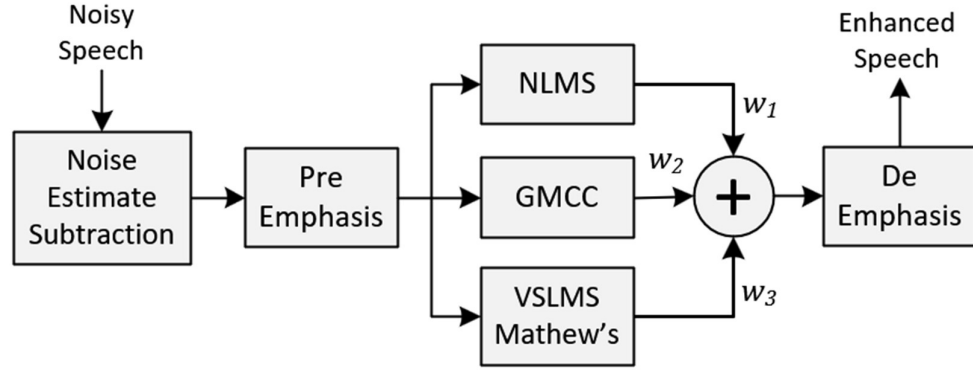 Noisy
Speech
Noise
Estimate
Subtraction
Pre
Emphasis
NLMS
w1
GMCC
w2
VSLMS
Mathew's
w3
+
De
Emphasis
Enhanced
Speech